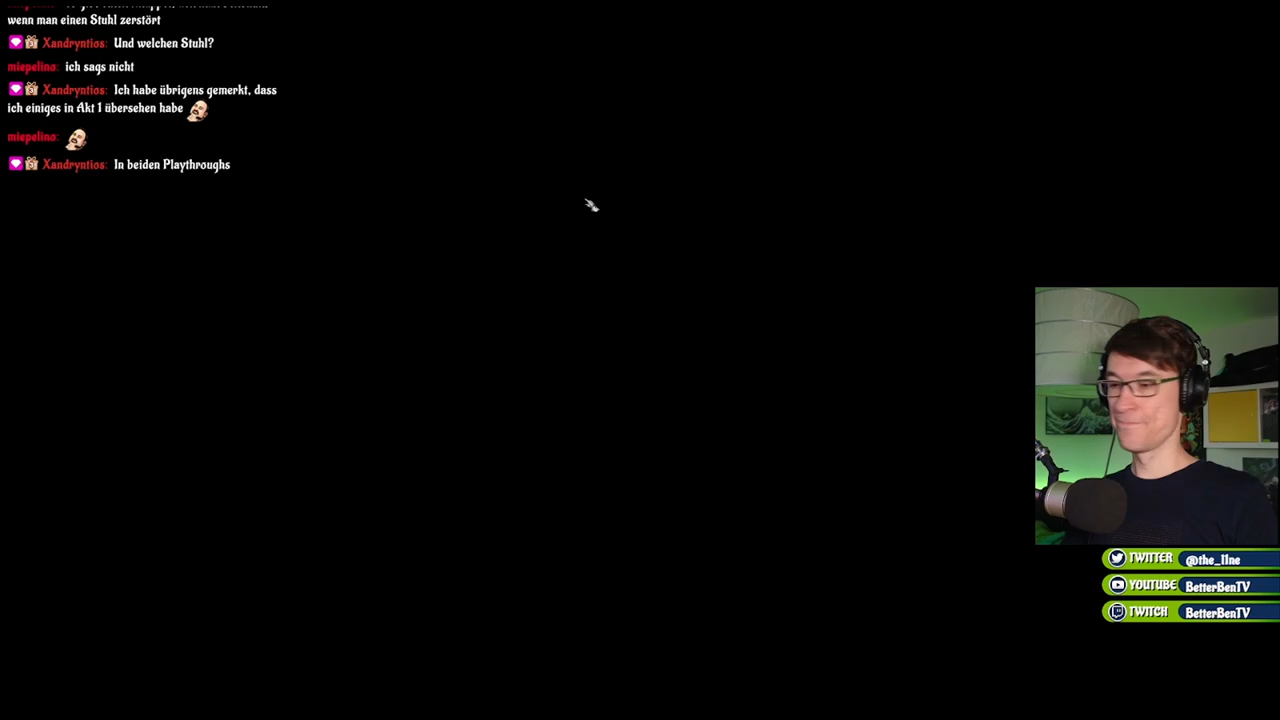 wenn man einen Stuhl zerstört
Xandryntios: Und welchen Stuhl?
miepelino: ich sags nicht
Xandryntios: Ich habe übrigens gemerkt, dass
ich einiges in Akt 1 übersehen habe
miepelino:
Xandryntios: In beiden Playthroughs
TWITTER @the_11ne
YOUTUBE BetterBenTV
TWITCH BetterBenTV